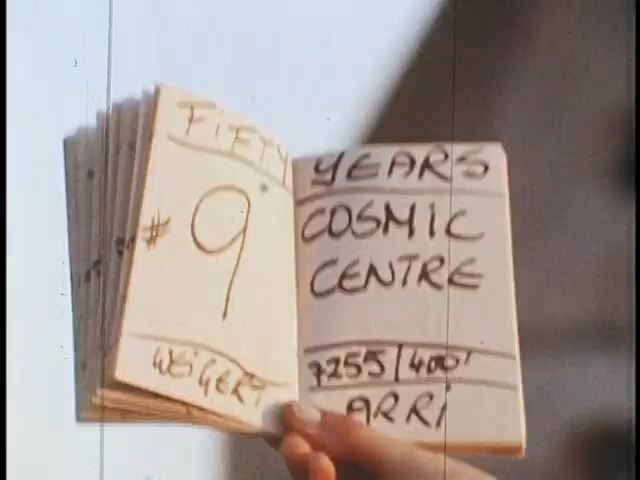 FIFTY YEARS
# 9
COSMIC
CENTRE
WEIGERT
7255/400'
ARRI